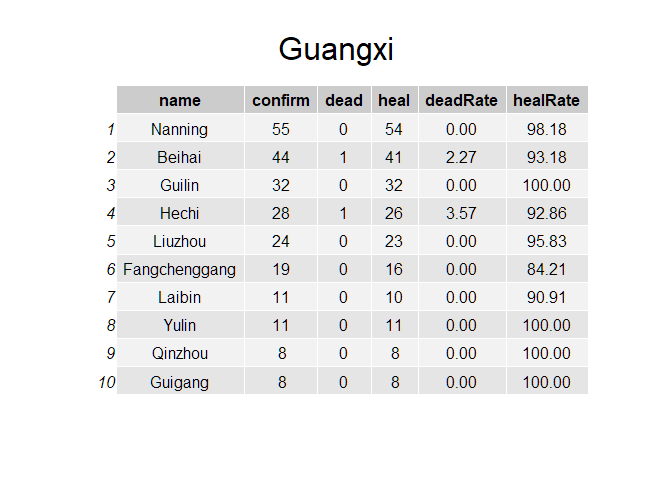 Guangxi
name confirm dead heal deadRate healRate
1 Nanning 55 0 54 0.00 98.18
2 Beihai 44 1 41 2.27 93.18
3 Guilin 32 0 32 0.00 100.00
4 Hechi 28 1 26 3.57 92.86
5 Liuzhou 24 0 23 0.00 95.83
6 Fangchenggang 19 0 16 0.00 84.21
7 Laibin 11 0 10 0.00 90.91
8 Yulin 11 0 11 0.00 100.00
9 Qinzhou 8 0 8 0.00 100.00
10 Guigang 8 0 8 0.00 100.00